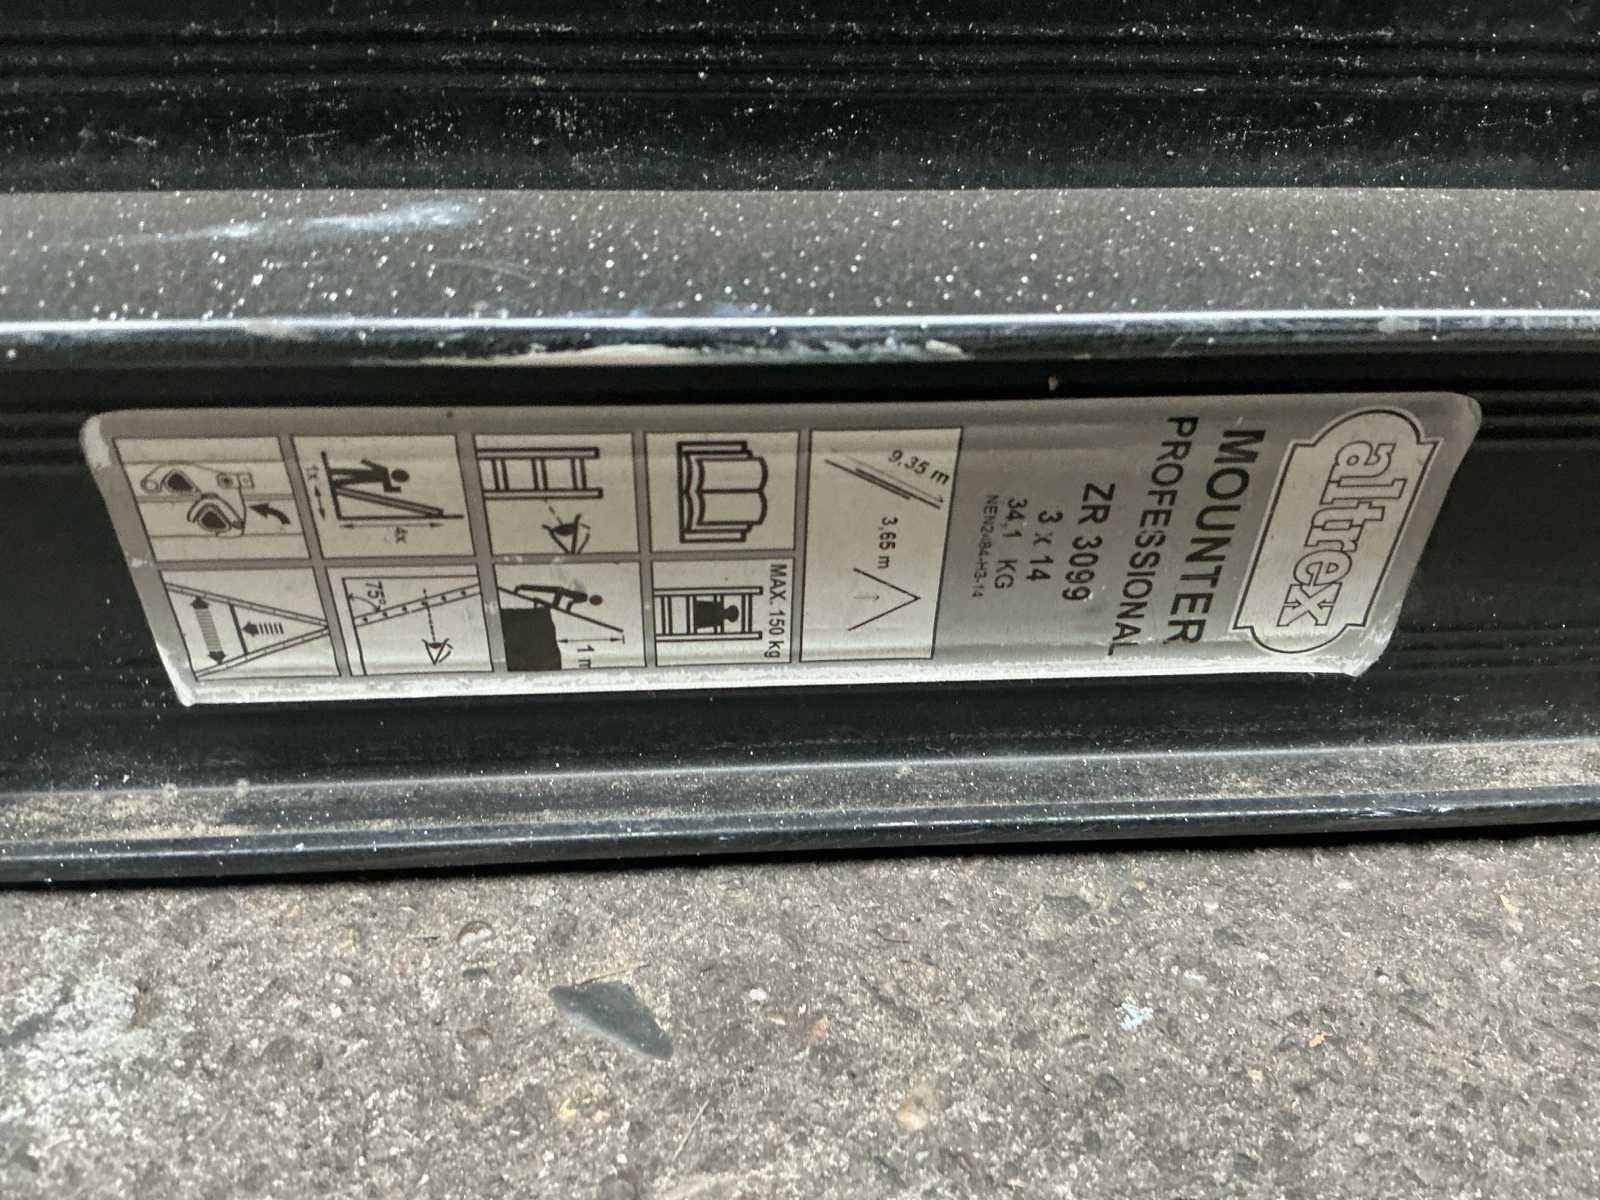 altrex
MOUNTER
PROFESSIONAL
ZR 3099
3 x 14
34,1 KG
9,35 m
3,65 m
MAX. 150 kg
1 m
1x
4x
75°